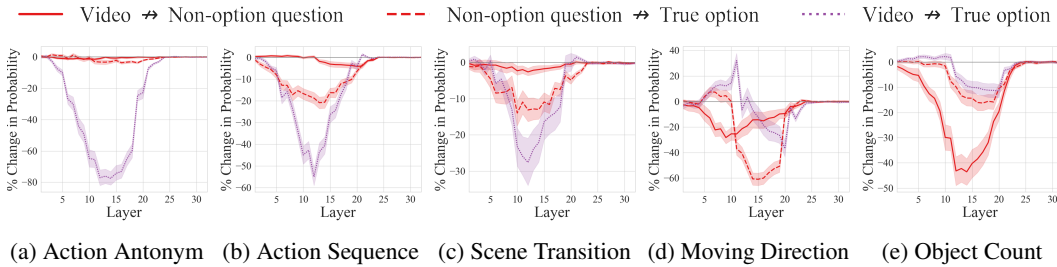 Video ↛ Non-option question Non-option question ↛ True option Video ↛ True option
% Change in Probability
0
−20
−40
−60
−80
5 10 15 20 25 30
Layer
(a) Action Antonym
% Change in Probability
0
−10
−20
−30
−40
−50
−60
5 10 15 20 25 30
Layer
(b) Action Sequence
% Change in Probability
0
−10
−20
−30
5 10 15 20 25 30
Layer
(c) Scene Transition
% Change in Probability
40
20
0
−20
−40
−60
5 10 15 20 25 30
Layer
(d) Moving Direction
% Change in Probability
0
−10
−20
−30
−40
−50
5 10 15 20 25 30
Layer
(e) Object Count